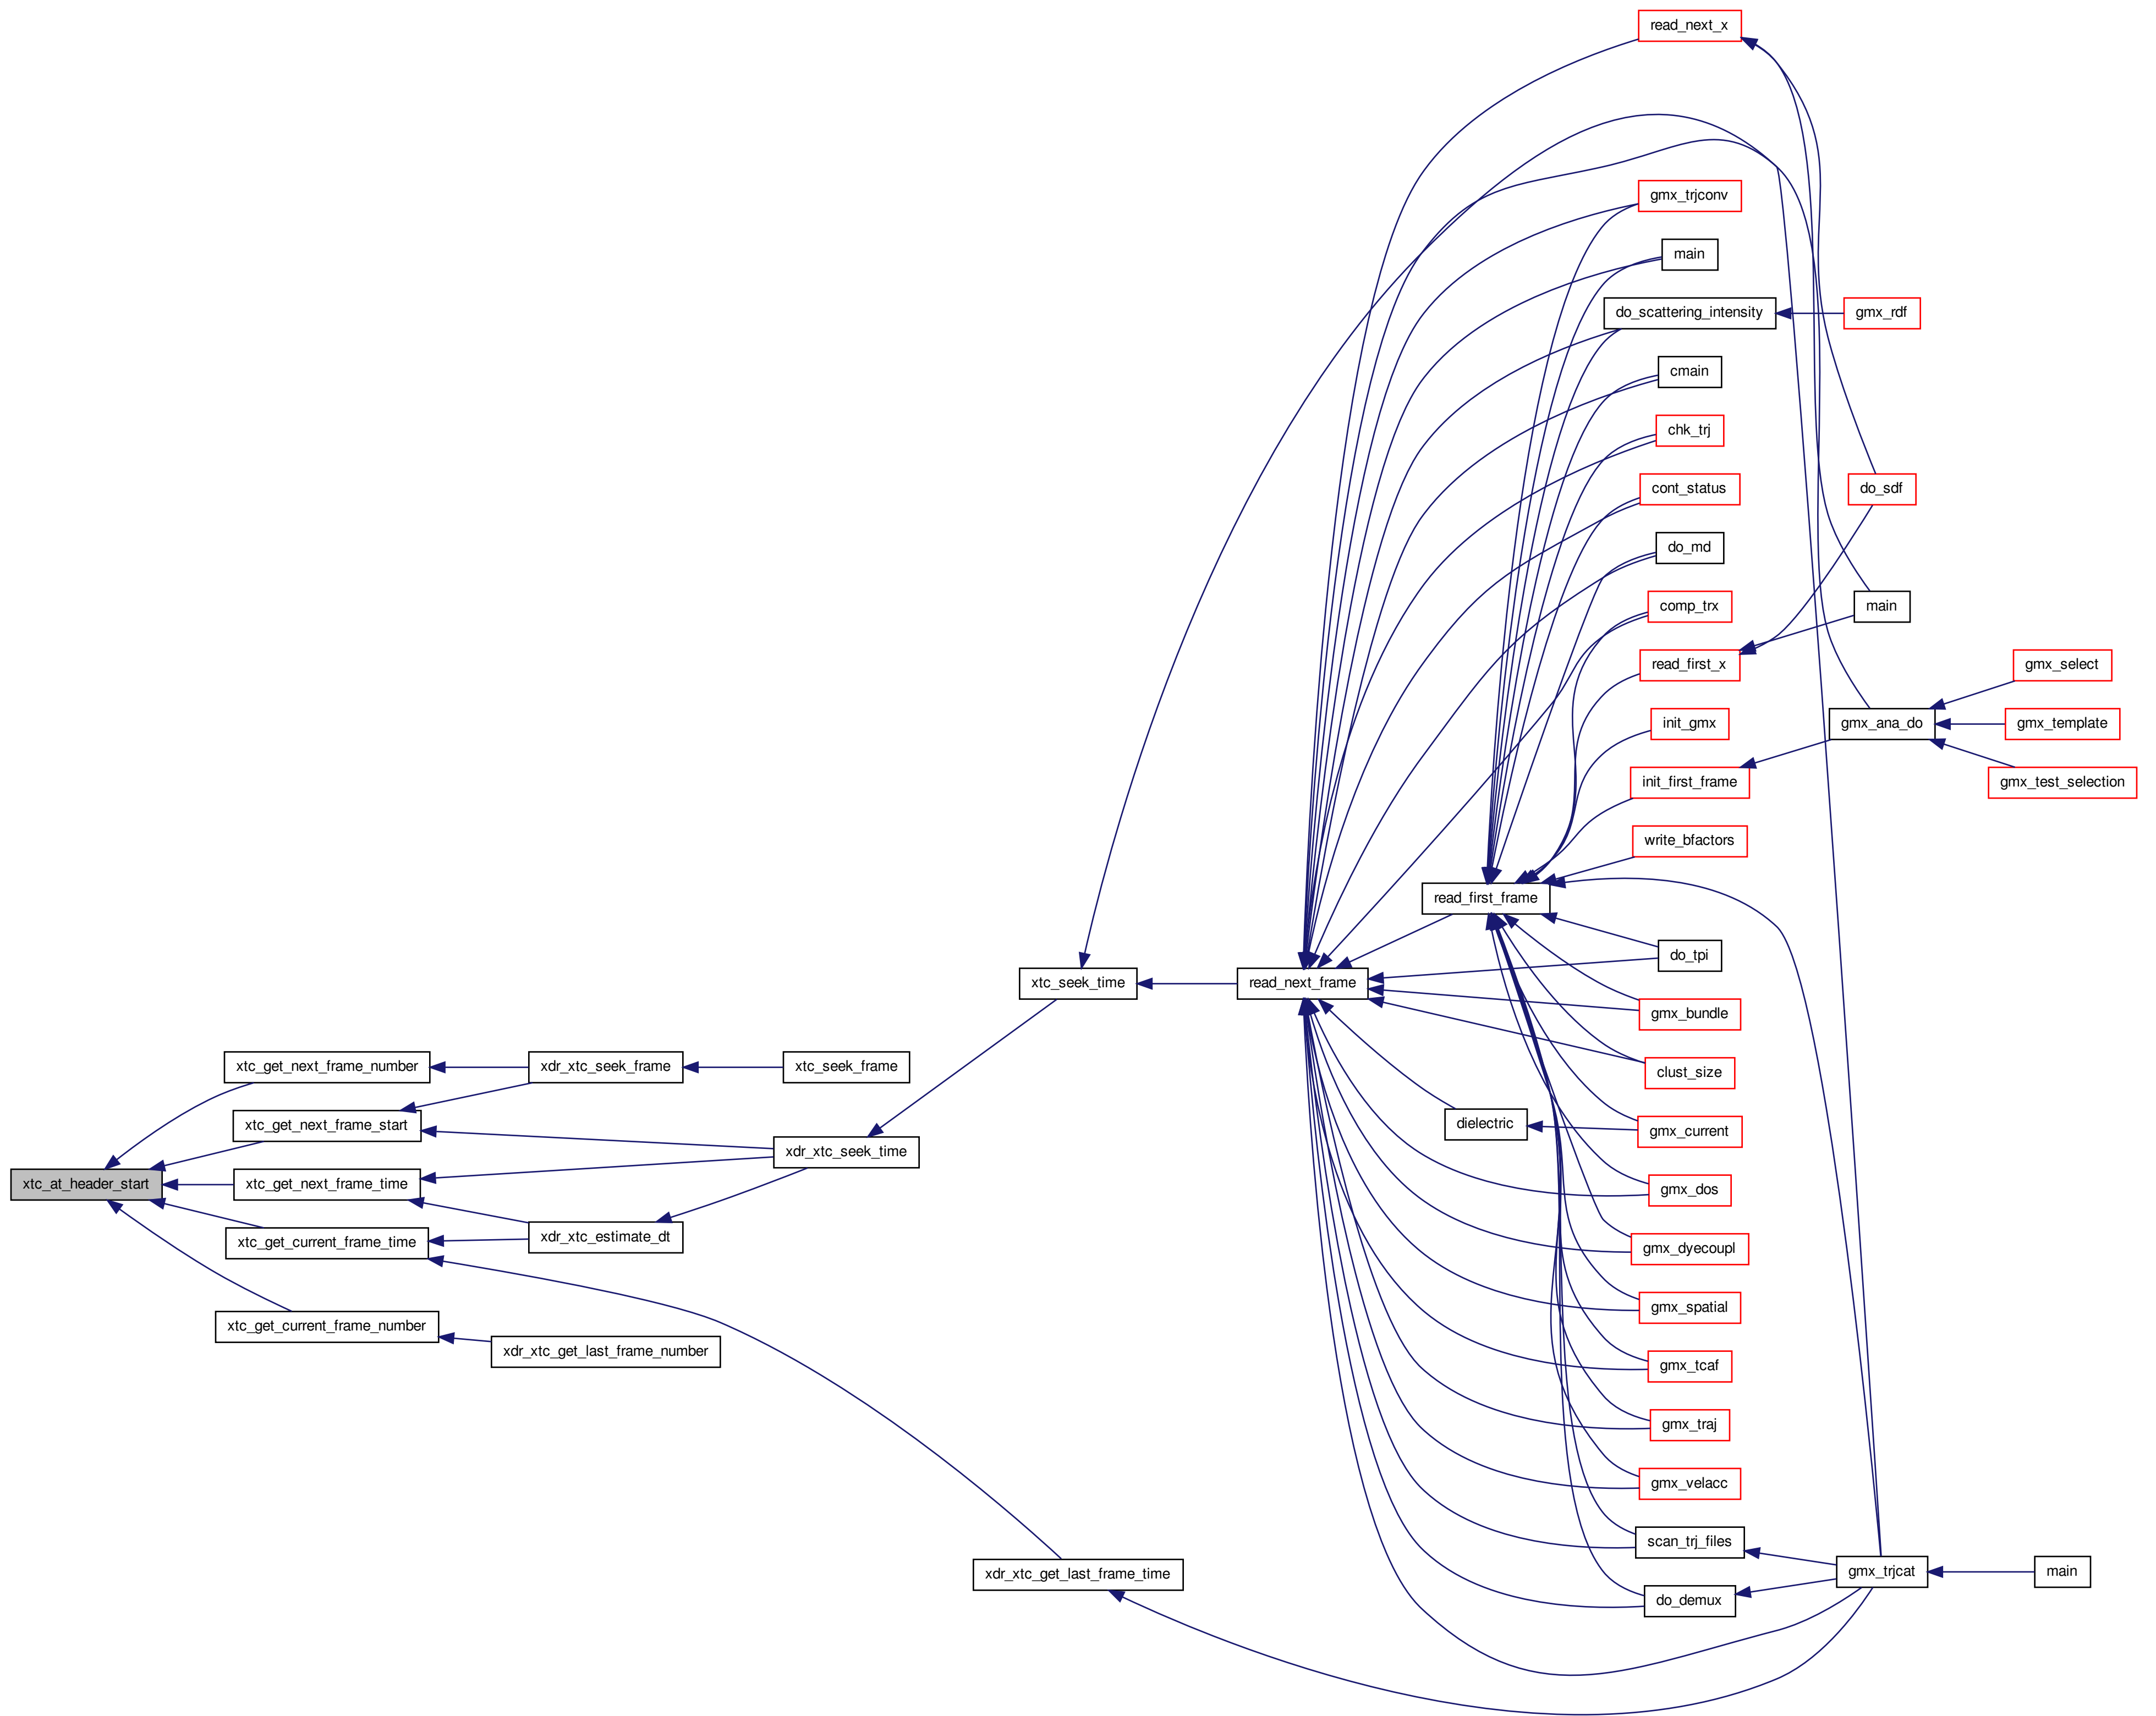 xtc_at_header_start
xtc_get_next_frame_number
xtc_get_next_frame_start
xtc_get_next_frame_time
xtc_get_current_frame_time
xtc_get_current_frame_number
xdr_xtc_seek_frame
xdr_xtc_estimate_dt
xdr_xtc_get_last_frame_number
xtc_seek_frame
xdr_xtc_seek_time
xtc_seek_time
xdr_xtc_get_last_frame_time
read_next_frame
read_first_frame
dielectric
read_next_x
gmx_trjconv
main
do_scattering_intensity
cmain
chk_trj
cont_status
do_md
comp_trx
read_first_x
init_gmx
init_first_frame
write_bfactors
do_tpi
gmx_bundle
clust_size
gmx_current
gmx_dos
gmx_dyecoupl
gmx_spatial
gmx_tcaf
gmx_traj
gmx_velacc
scan_trj_files
do_demux
gmx_rdf
do_sdf
main
gmx_ana_do
gmx_trjcat
gmx_select
gmx_template
gmx_test_selection
main